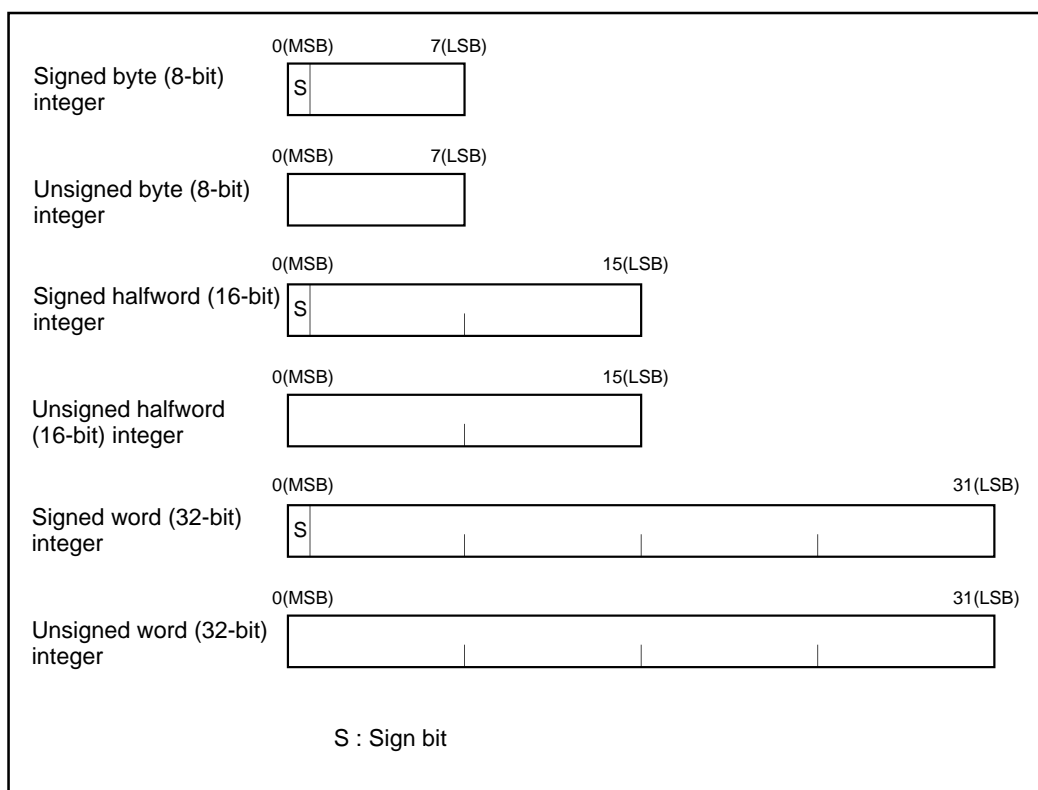 0(MSB) 7(LSB)
Signed byte (8-bit)
integer
S
0(MSB) 7(LSB)
Unsigned byte (8-bit)
integer
0(MSB) 15(LSB)
Signed halfword (16-bit)
integer
S
0(MSB) 15(LSB)
Unsigned halfword
(16-bit) integer
0(MSB) 31(LSB)
Signed word (32-bit)
integer
S
0(MSB) 31(LSB)
Unsigned word (32-bit)
integer
S : Sign bit